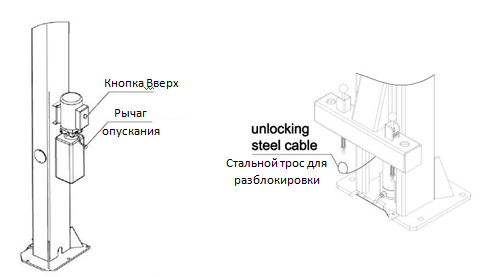 Кнопка Вверх
Рычаг
опускания
unlocking
steel cable
Стальной трос для
разблокировки